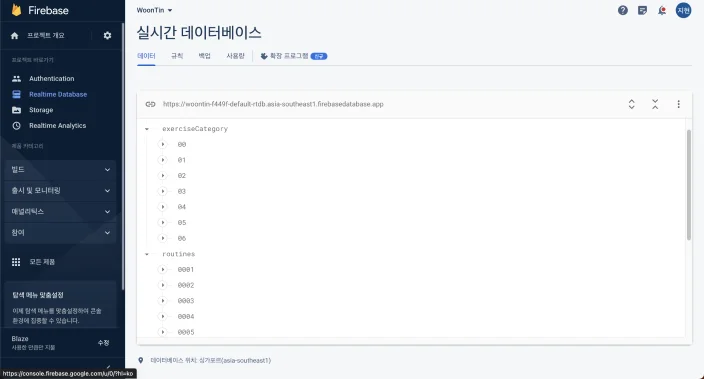 Firebase
프로젝트 개요
프로젝트 바로가기
Authentication
Realtime Database
Storage
Realtime Analytics
제품 카테고리
빌드
출시 및 모니터링
애널리틱스
참여
모든 제품
탐색 메뉴 맞춤설정
이제 탐색 메뉴를 맞춤설정하여 콘솔
환경에 집중할 수 있습니다.
Blaze
사용한 만큼만 지불
수정
https://console.firebase.google.com/u/0/?hl=ko
WoonTin
지현
실시간 데이터베이스
데이터 규칙 백업 사용량 확장 프로그램 신규
https://woontin-f449f-default-rtdb.asia-southeast1.firebasedatabase.app
exerciseCategory
00
01
02
03
04
05
06
routines
0001
0002
0003
0004
0005
데이터베이스 위치: 싱가포르(asia-southeast1)